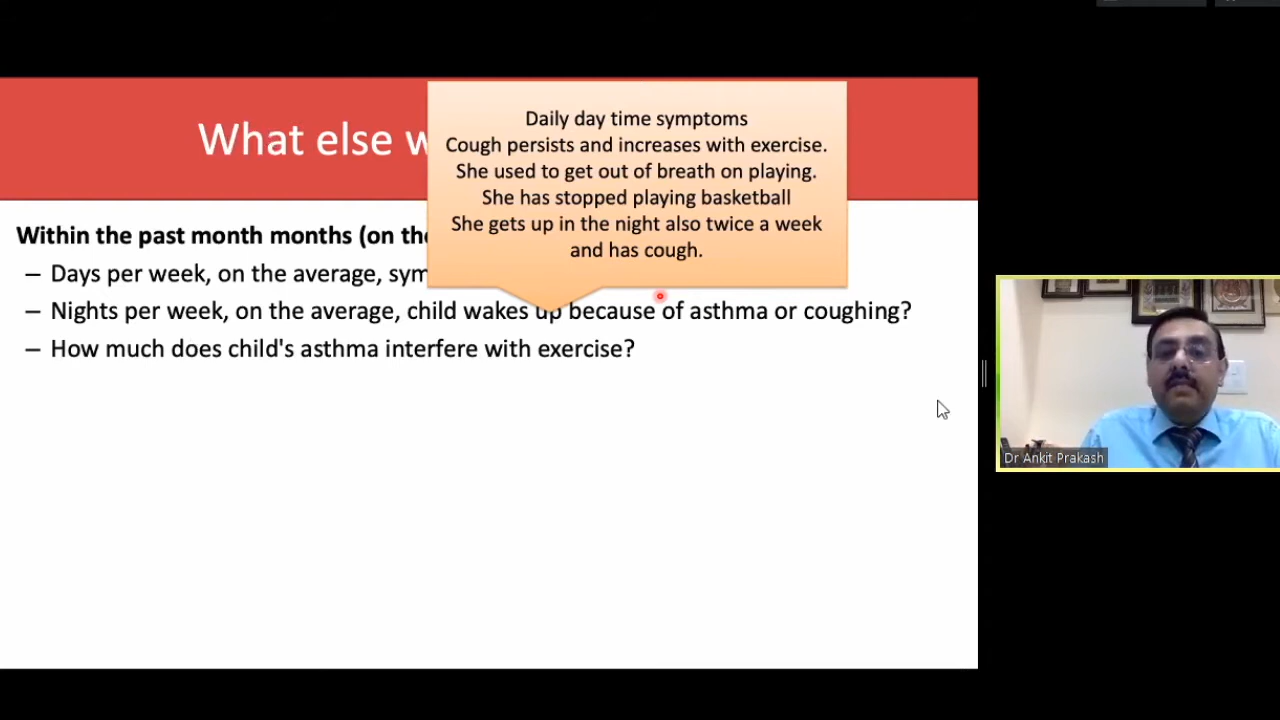 What else
Daily day time symptoms
Cough persists and increases with exercise.
She used to get out of breath on playing.
She has stopped playing basketball
She gets up in the night also twice a week
and has cough.
Within the past month months (on
– Days per week, on the average,
– Nights per week, on the average, child wakes up because of asthma or coughing?
– How much does child's asthma interfere with exercise?
Dr Ankit Prakash